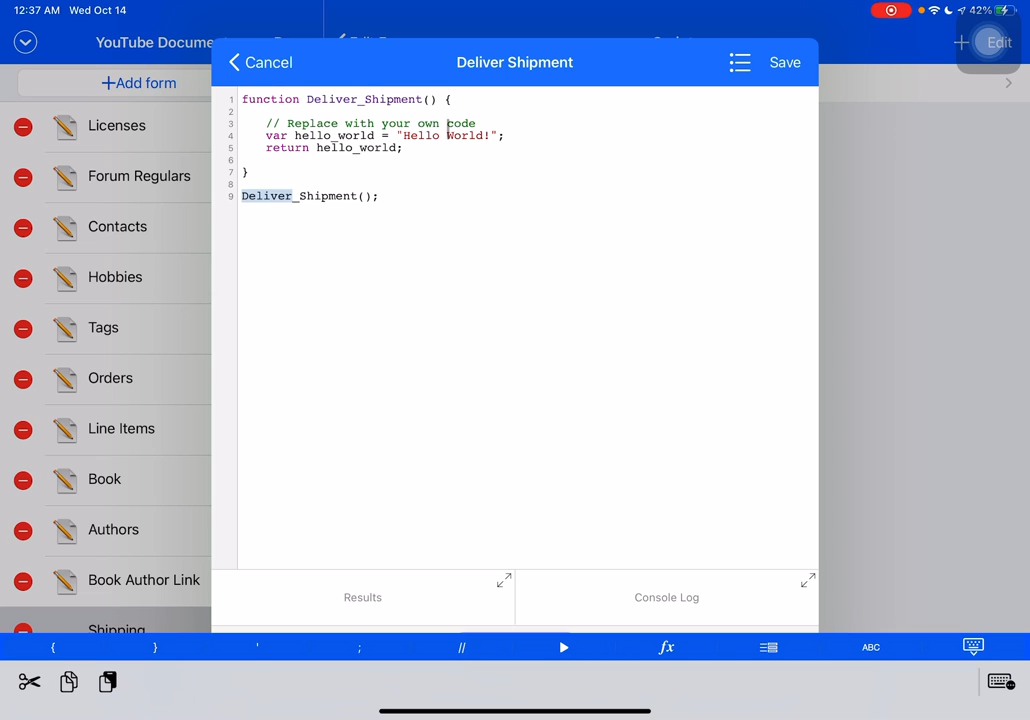 12:37 AM Wed Oct 14
42%
YouTube Docume
Edit
Cancel
Deliver Shipment
Save
+Add form
Licenses
Forum Regulars
Contacts
Hobbies
Tags
Orders
Line Items
Book
Authors
Book Author Link
Shipping
1 function Deliver_Shipment() {
2
3 // Replace with your own code
4 var hello_world = "Hello World!";
5 return hello_world;
6
7 }
8
9 Deliver_Shipment();
Results
Console Log
{ } ' ; // fx ABC